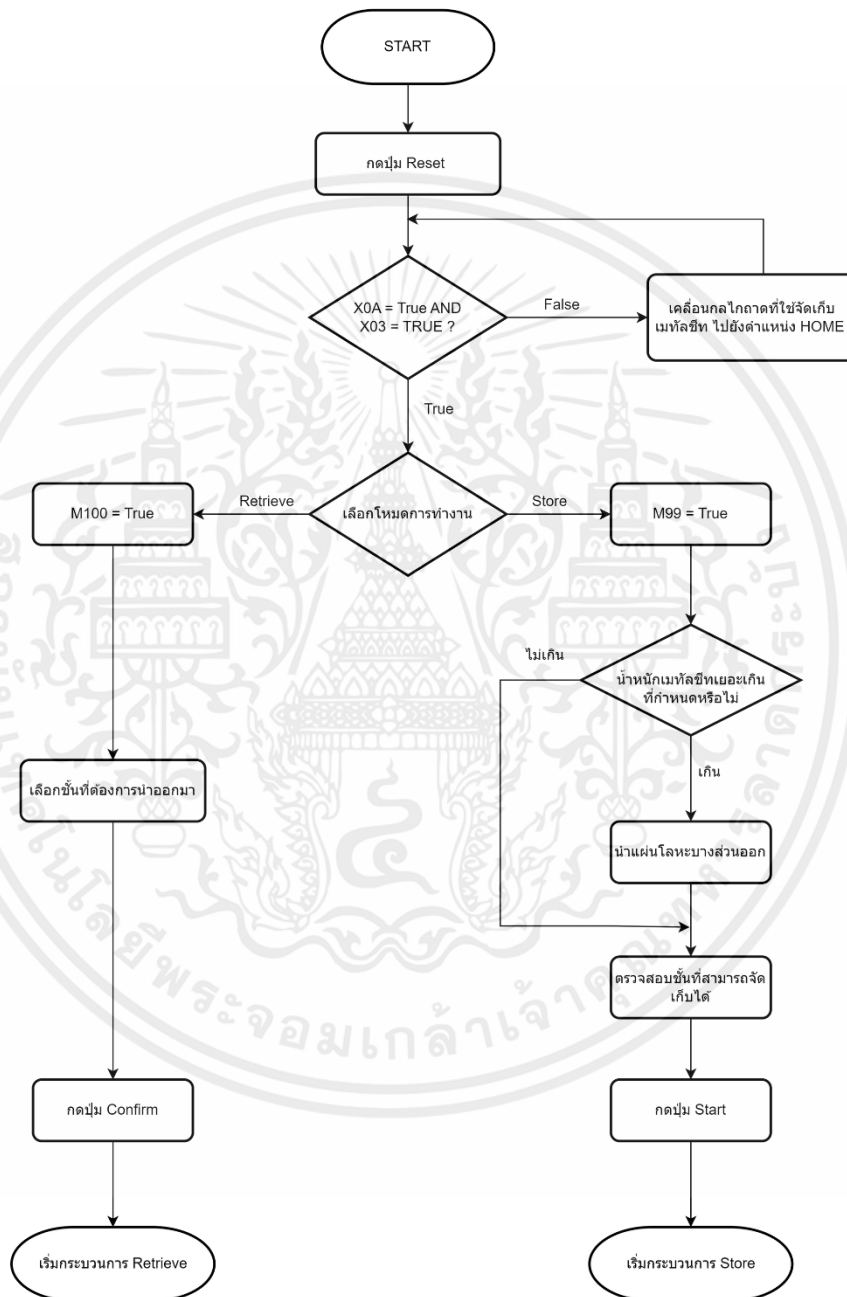 START
กดปุ่ม Reset
X0A = True AND
X03 = TRUE ?
False
เคลื่อนกลไกถาดที่ใช้จัดเก็บ
เมทัลชีท ไปยังตำแหน่ง HOME
True
M100 = True
Retrieve
เลือกโหมดการทำงาน
Store
M99 = True
ไม่เกิน
น้ำหนักเมทัลชีทเยอะเกิน
ที่กำหนดหรือไม่
เกิน
เลือกชั้นที่ต้องการนำออกมา
นำแผ่นโลหะบางส่วนออก
ตรวจสอบชั้นที่สามารถจัด
เก็บได้
กดปุ่ม Confirm
กดปุ่ม Start
เริ่มกระบวนการ Retrieve
เริ่มกระบวนการ Store